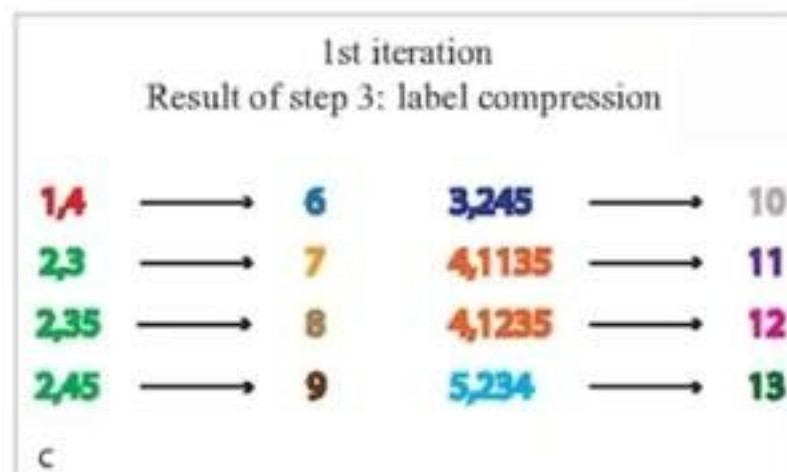 1st iteration
Result of step 3: label compression
1,4 → 6 3,245 → 10
2,3 → 7 4,1135 → 11
2,35 → 8 4,1235 → 12
2,45 → 9 5,234 → 13
c